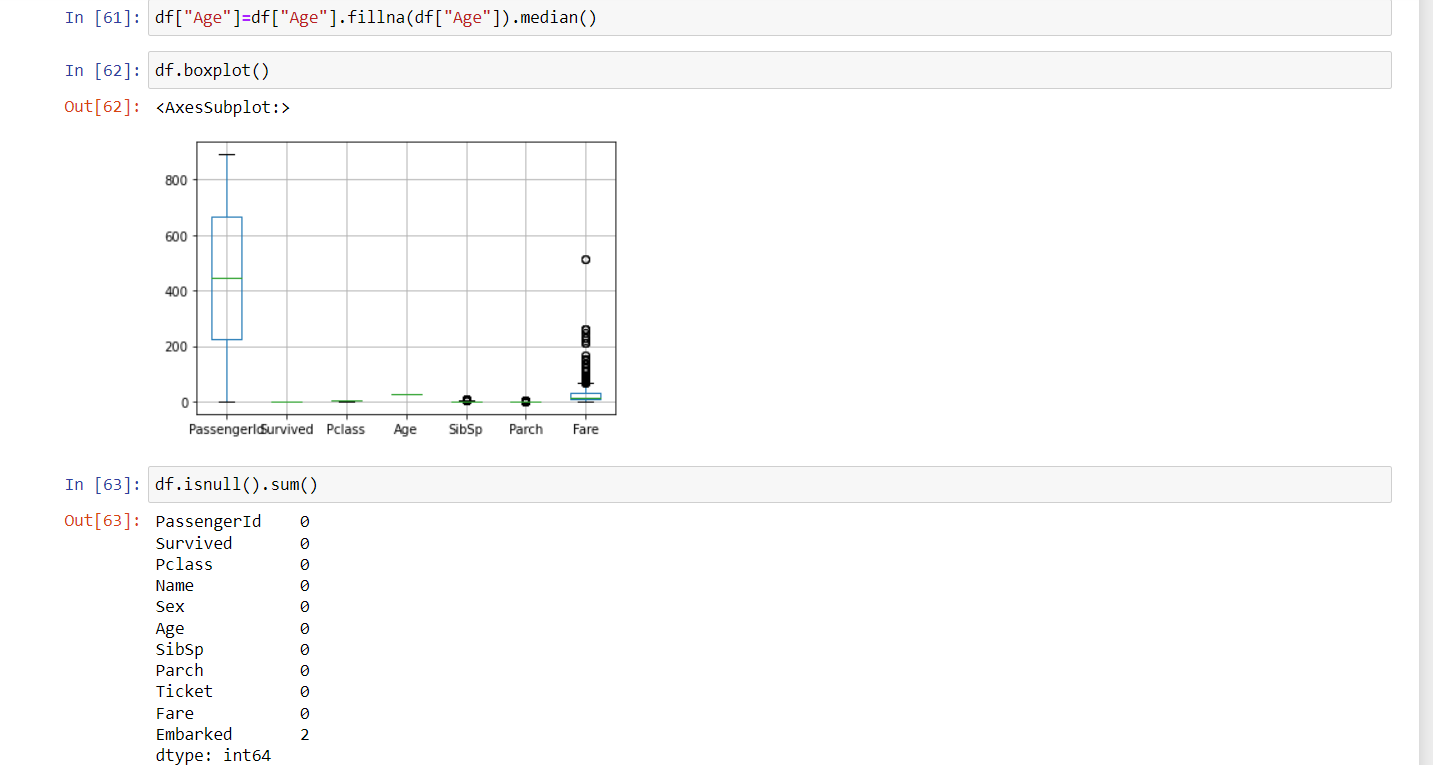 In [61]: df["Age"]=df["Age"].fillna(df["Age"]).median()
In [62]: df.boxplot()
Out[62]: <AxesSubplot:>
800
600
400
200
0
PassengerId Survived Pclass Age SibSp Parch Fare
In [63]: df.isnull().sum()
Out[63]: PassengerId 0
Survived 0
Pclass 0
Name 0
Sex 0
Age 0
SibSp 0
Parch 0
Ticket 0
Fare 0
Embarked 2
dtype: int64